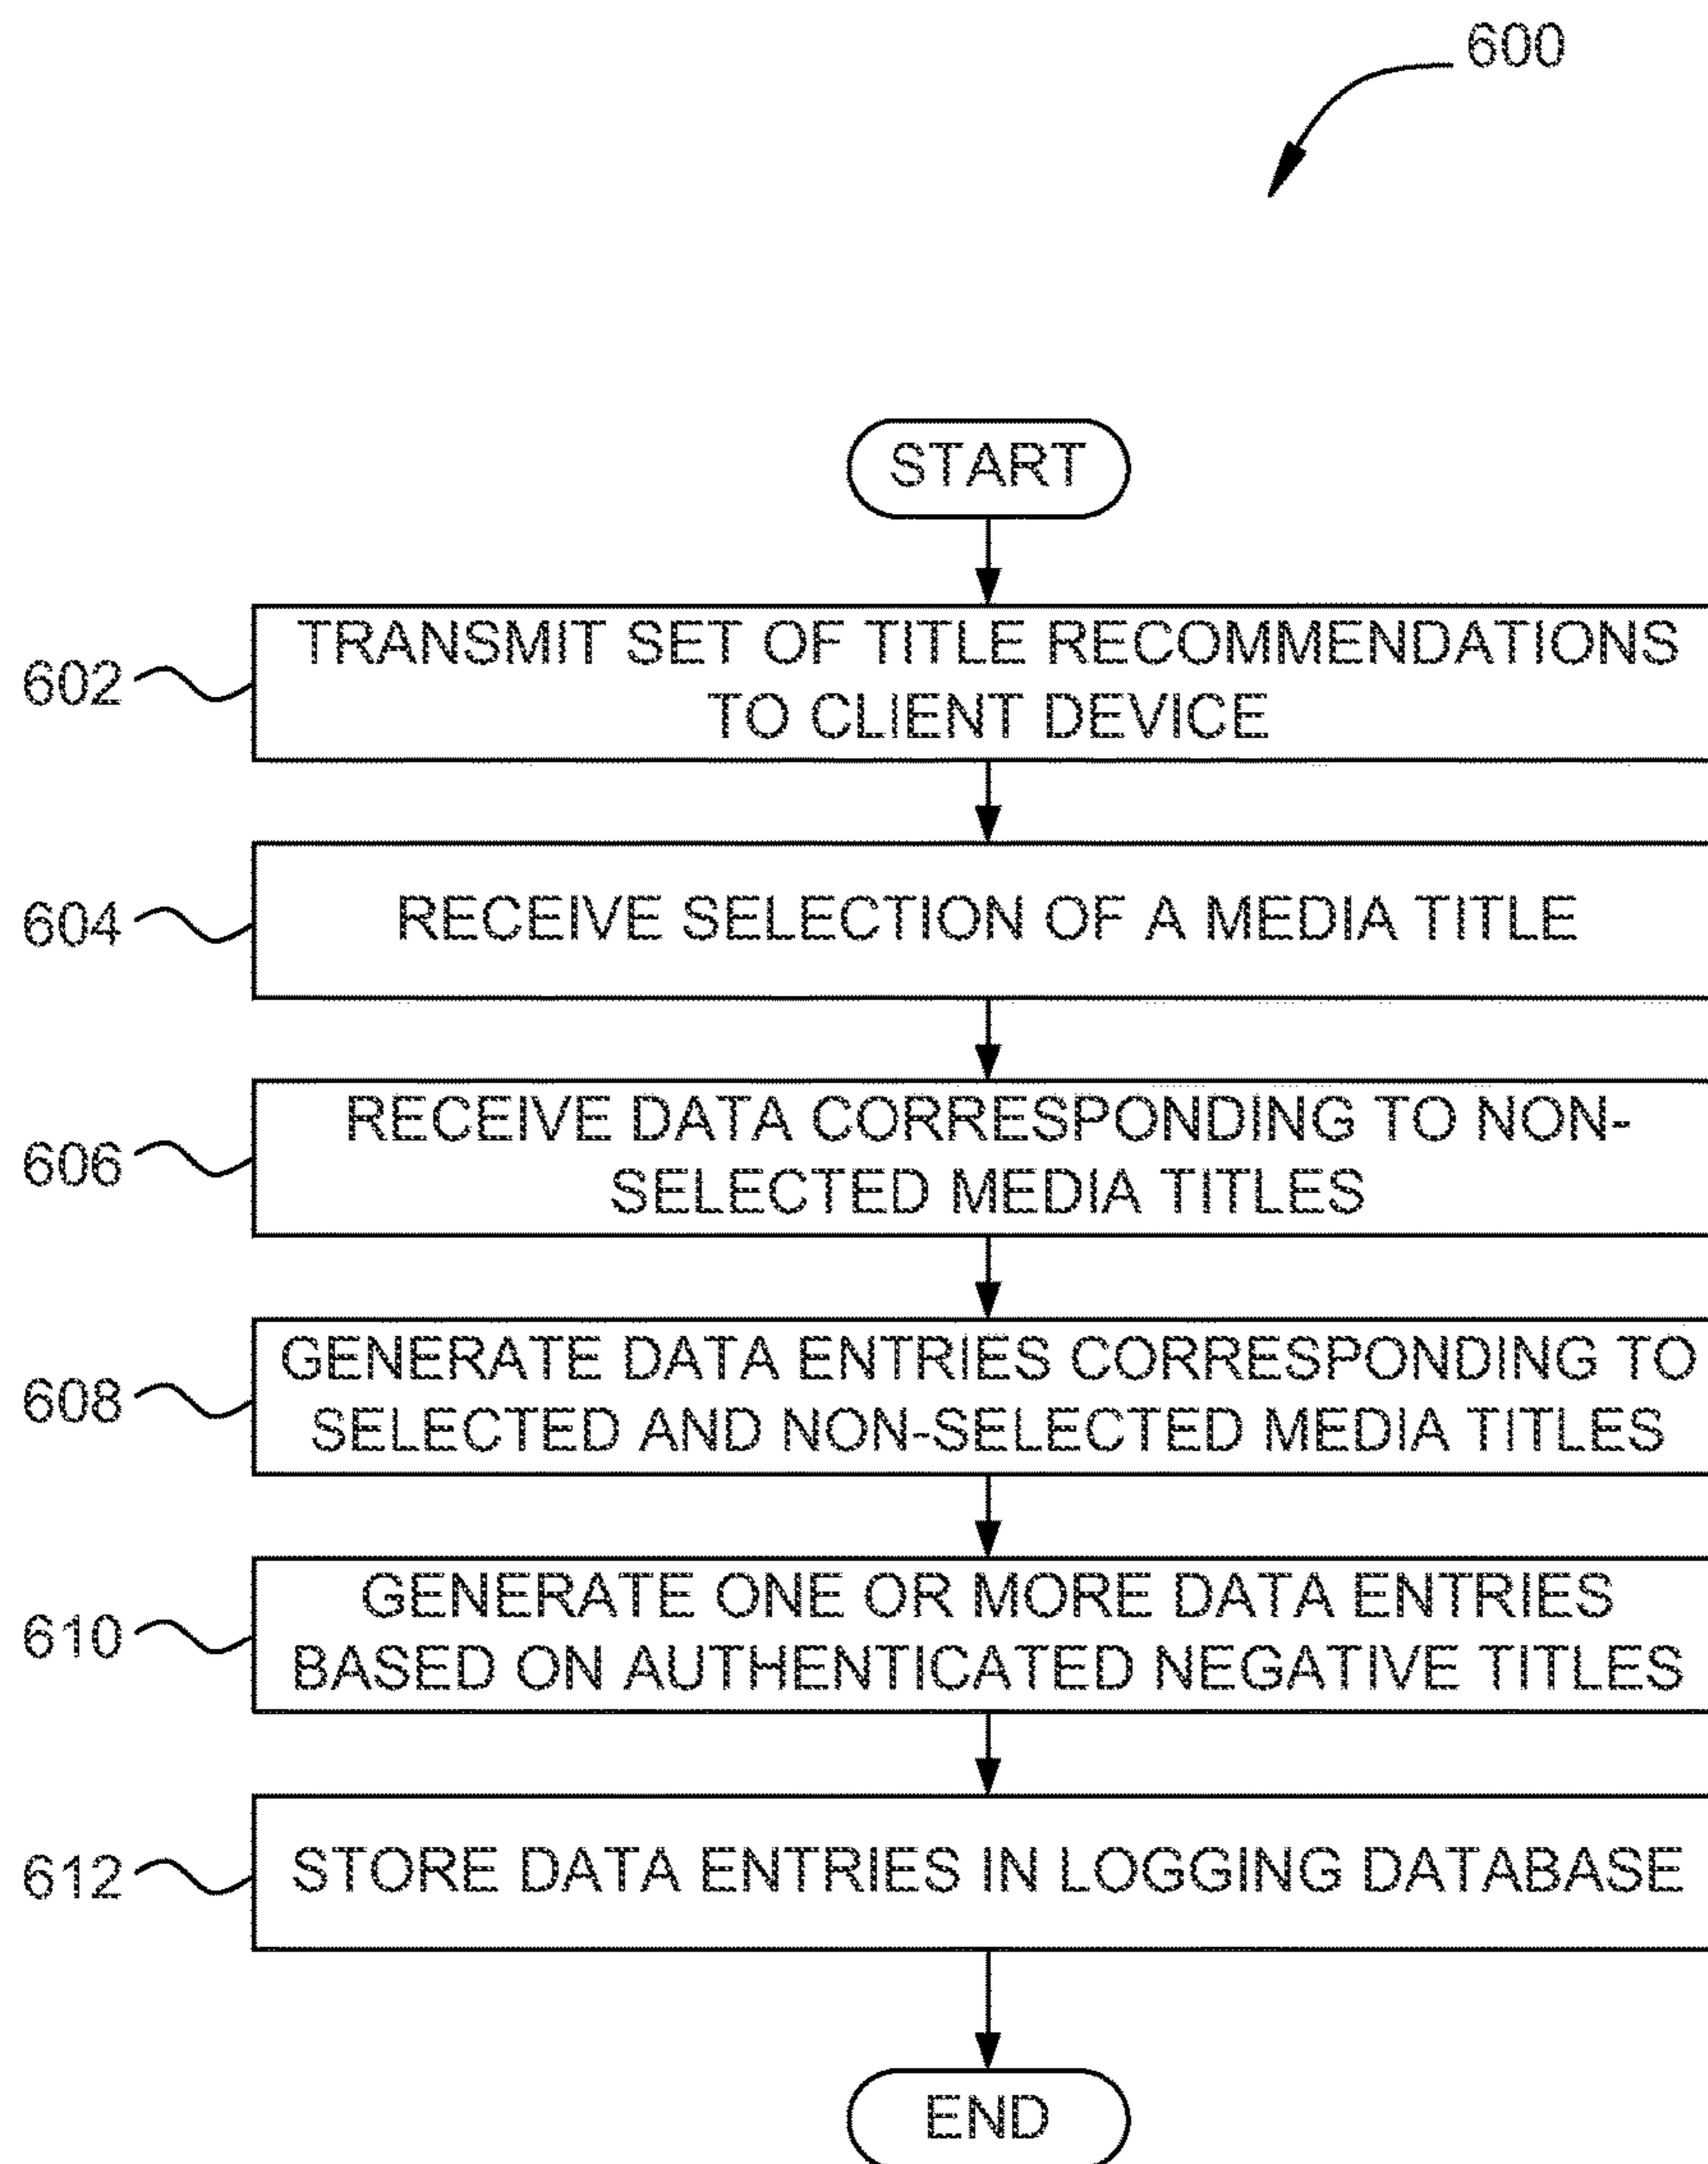 600
START
602
TRANSMIT SET OF TITLE RECOMMENDATIONS
TO CLIENT DEVICE
604
RECEIVE SELECTION OF A MEDIA TITLE
606
RECEIVE DATA CORRESPONDING TO NON-
SELECTED MEDIA TITLES
608
GENERATE DATA ENTRIES CORRESPONDING TO
SELECTED AND NON-SELECTED MEDIA TITLES
610
GENERATE ONE OR MORE DATA ENTRIES
BASED ON AUTHENTICATED NEGATIVE TITLES
612
STORE DATA ENTRIES IN LOGGING DATABASE
END